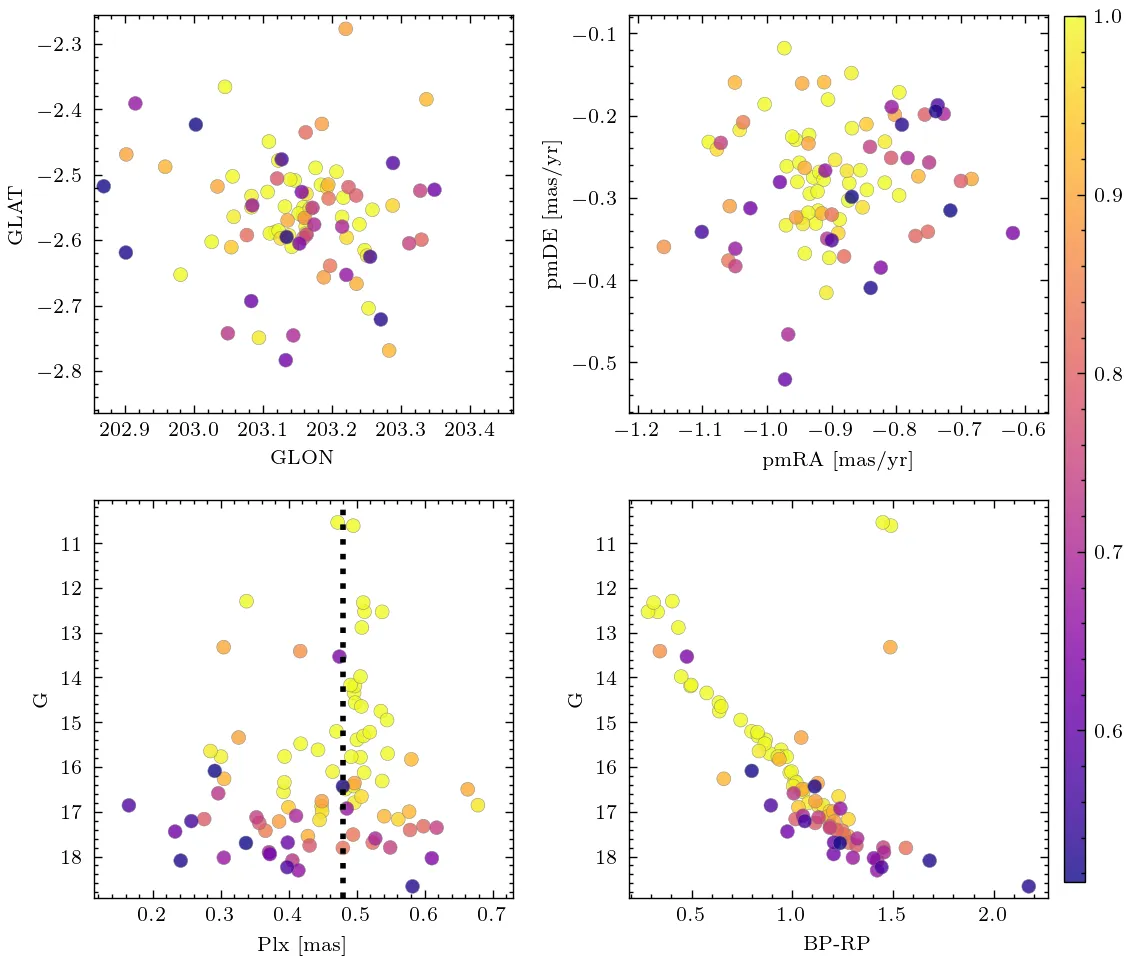 −2.3
−2.4
−2.5
−2.6
−2.7
−2.8
GLAT
202.9 203.0 203.1 203.2 203.3 203.4
GLON
−0.1
−0.2
−0.3
−0.4
−0.5
pmDE [mas/yr]
−1.2 −1.1 −1.0 −0.9 −0.8 −0.7 −0.6
pmRA [mas/yr]
11
12
13
14
15
16
17
18
G
0.2 0.3 0.4 0.5 0.6 0.7
Plx [mas]
11
12
13
14
15
16
17
18
G
0.5 1.0 1.5 2.0
BP-RP
1.0
0.9
0.8
0.7
0.6